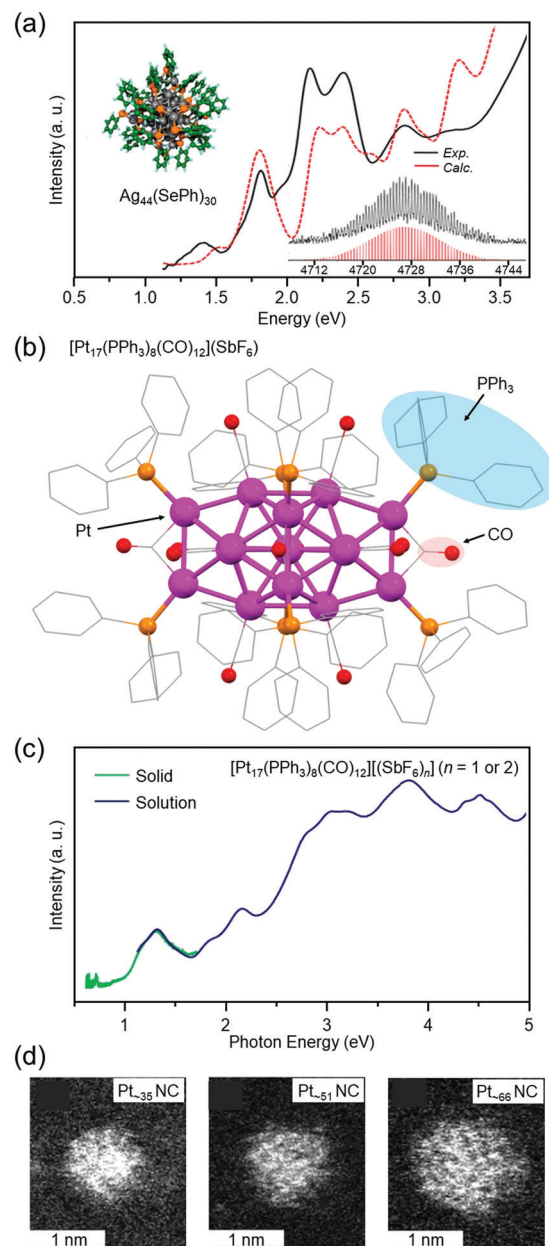 (a)
Intensity (a. u.)
Ag44(SePh)30
Exp.
Calc.
4712 4720 4728 4736 4744
0.5 1.0 1.5 2.0 2.5 3.0 3.5
Energy (eV)
(b)
[Pt17(PPh3)8(CO)12](SbF6)
PPh3
Pt
CO
(c)
Intensity (a. u.)
Solid
Solution
[Pt17(PPh3)8(CO)12][(SbF6)n] (n = 1 or 2)
1 2 3 4 5
Photon Energy (eV)
(d)
Pt~35 NC
Pt~51 NC
Pt~66 NC
1 nm
1 nm
1 nm